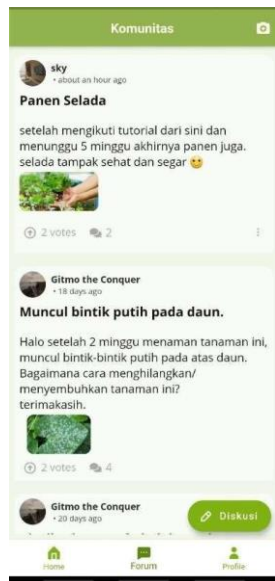 Komunitas
sky
• about an hour ago
Panen Selada
setelah mengikuti tutorial dari sini dan
menunggu 5 minggu akhirnya panen juga.
selada tampak sehat dan segar 🙂
2 votes 2
Gitmo the Conquer
• 18 days ago
Muncul bintik putih pada daun.
Halo setelah 2 minggu menaman tanaman ini,
muncul bintik-bintik putih pada atas daun.
Bagaimana cara menghilangkan/
menyembuhkan tanaman ini?
terimakasih.
2 votes 4
Gitmo the Conquer
• 20 days ago
Diskusi
Home Forum Profile